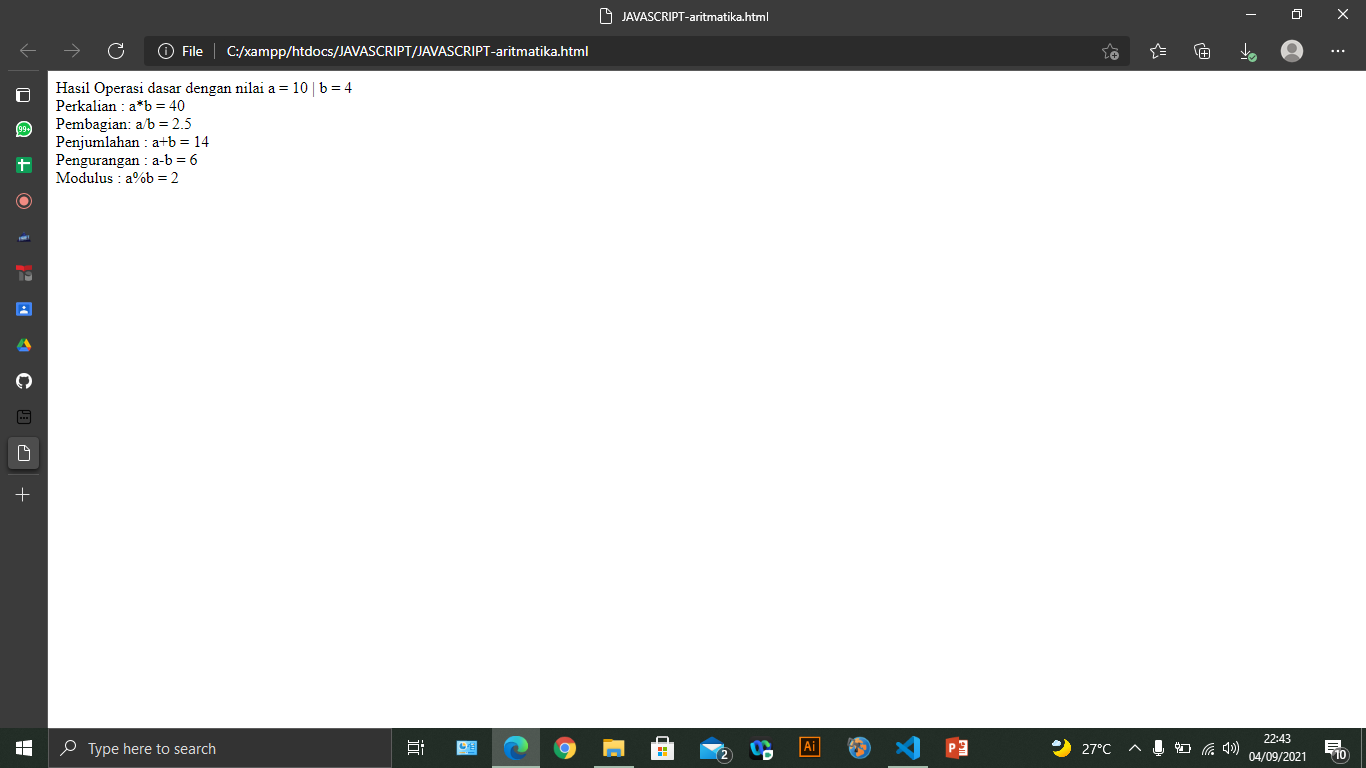 JAVASCRIPT-aritmatika.html
File
C:/xampp/htdocs/JAVASCRIPT/JAVASCRIPT-aritmatika.html
Hasil Operasi dasar dengan nilai a = 10 | b = 4
Perkalian : a*b = 40
Pembagian: a/b = 2.5
Penjumlahan : a+b = 14
Pengurangan : a-b = 6
Modulus : a%b = 2
99+
Type here to search
2
Ai
27°C
22:43
04/09/2021
10